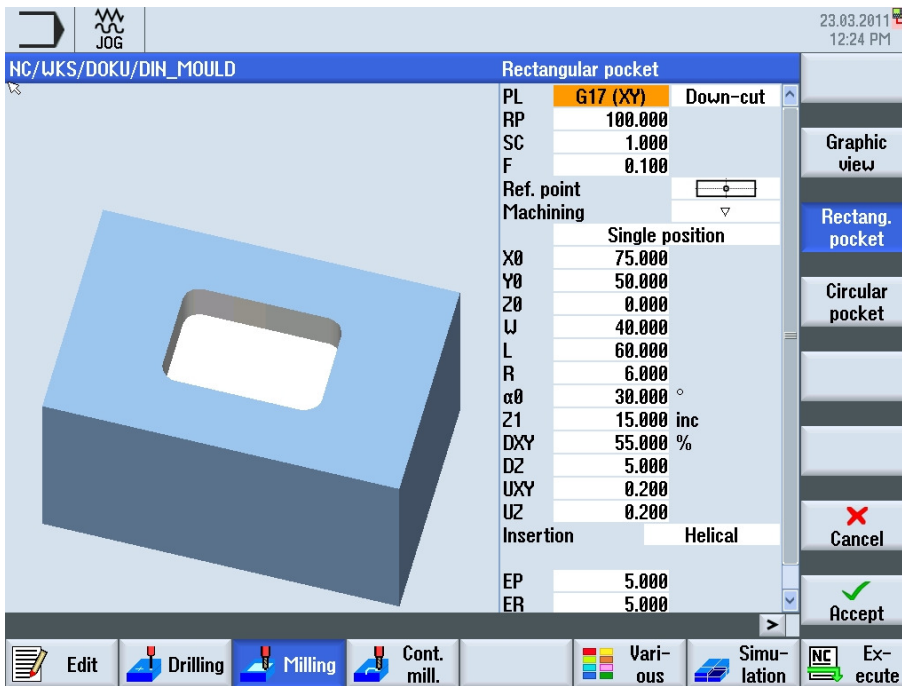 JOG
23.03.2011
12:24 PM
NC/WKS/DOKU/DIN_MOULD
Rectangular pocket
PL G17 (XY) Down-cut
RP 100.000
SC 1.000
F 0.100
Ref. point
Machining ▽
Single position
X0 75.000
Y0 50.000
Z0 0.000
W 40.000
L 60.000
R 6.000
α0 30.000 °
Z1 15.000 inc
DXY 55.000 %
DZ 5.000
UXY 0.200
UZ 0.200
Insertion Helical
EP 5.000
ER 5.000
Graphic
view
Rectang.
pocket
Circular
pocket
Cancel
Accept
>
Edit
Drilling
Milling
Cont.
mill.
Vari-
ous
Simu-
lation
NC
Ex-
ecute